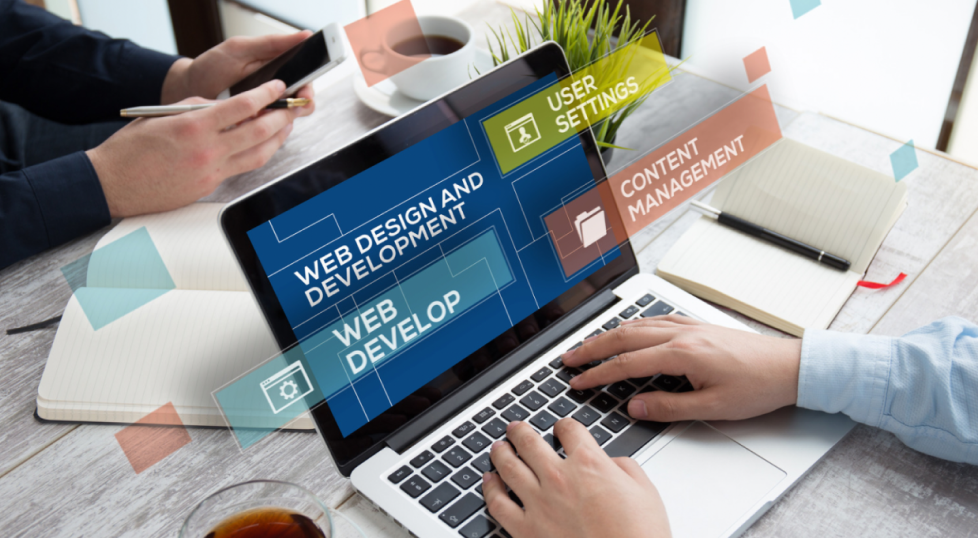 USER
SETTINGS
CONTENT
MANAGEMENT
WEB DESIGN AND
DEVELOPMENT
WEB
DEVELOP